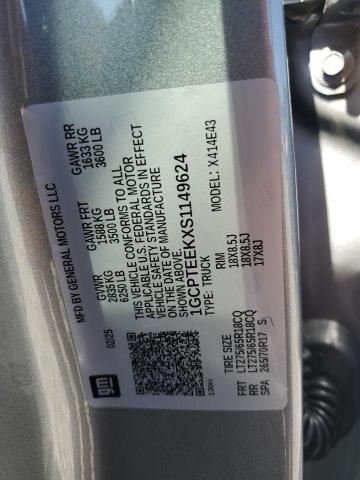 MFD BY GENERAL MOTORS LLC
02/25
GVWR
2835 KG
6250 LB
GAWR FRT
1588 KG
3500 LB
GAWR RR
1633 KG
3600 LB
THIS VEHICLE CONFORMS TO ALL
APPLICABLE U.S. FEDERAL MOTOR
VEHICLE SAFETY STANDARDS IN EFFECT
ON THE DATE OF MANUFACTURE
SHOWN ABOVE.
1GCPTEEKXS1149624
TYPE: TRUCK
MODEL: X414E43
gm
TIRE SIZE
RIM
FRT LT275/65R18CQ 18X8.5J
RR LT275/65R18CQ 18X8.5J
SPA 265/70R17 S 17X8J